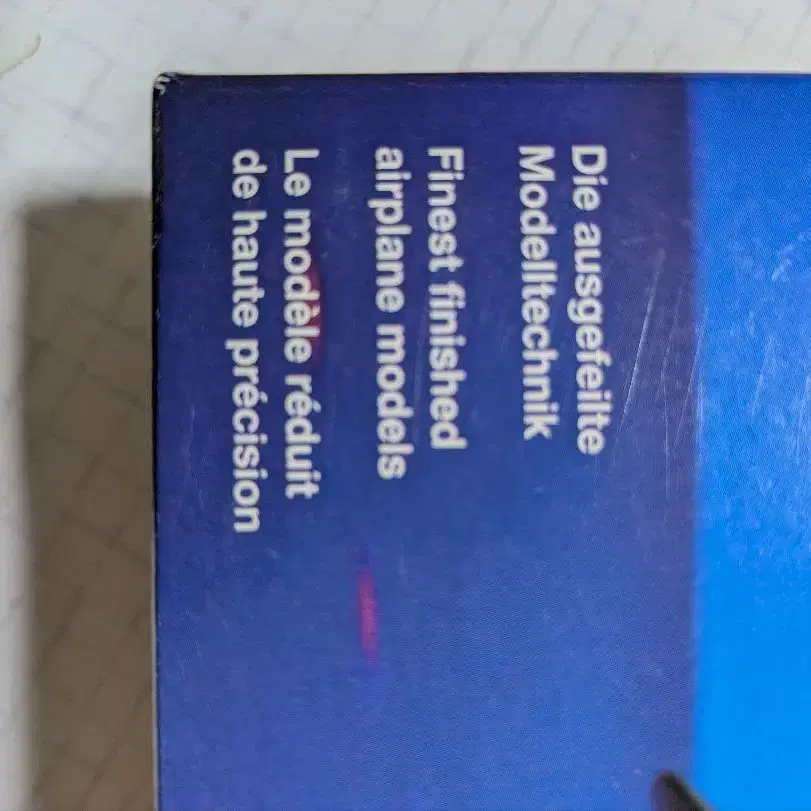 Die ausgefeilte
Modelltechnik
Finest finished
airplane models
Le modèle réduit
de haute précision